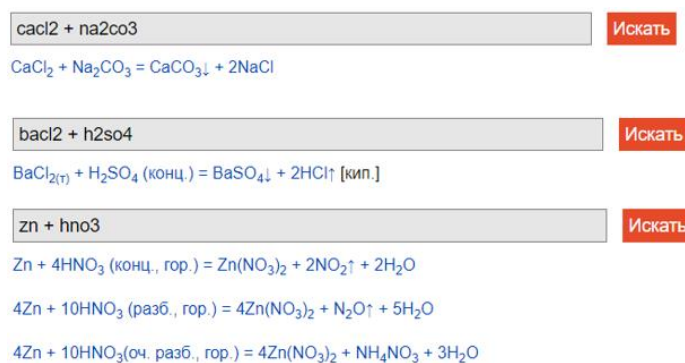 cacl2 + na2co3 Искать
CaCl₂ + Na₂CO₃ = CaCO₃↓ + 2NaCl
bacl2 + h2so4 Искать
BaCl₂₍ₜ₎ + H₂SO₄ (конц.) = BaSO₄↓ + 2HCl↑ [кип.]
zn + hno3 Искать
Zn + 4HNO₃ (конц., гор.) = Zn(NO₃)₂ + 2NO₂↑ + 2H₂O
4Zn + 10HNO₃ (разб., гор.) = 4Zn(NO₃)₂ + N₂O↑ + 5H₂O
4Zn + 10HNO₃(оч. разб., гор.) = 4Zn(NO₃)₂ + NH₄NO₃ + 3H₂O